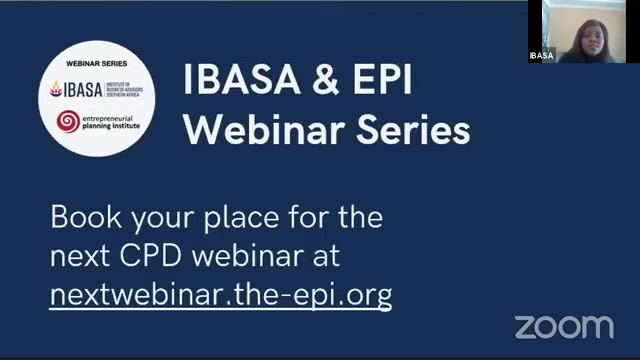 WEBINAR SERIES
IBASA
INSTITUTE OF
BUSINESS ADVISORS
SOUTHERN AFRICA
entrepreneurial
planning institute
IBASA & EPI
Webinar Series
Book your place for the
next CPD webinar at
nextwebinar.the-epi.org
IBASA
zoom